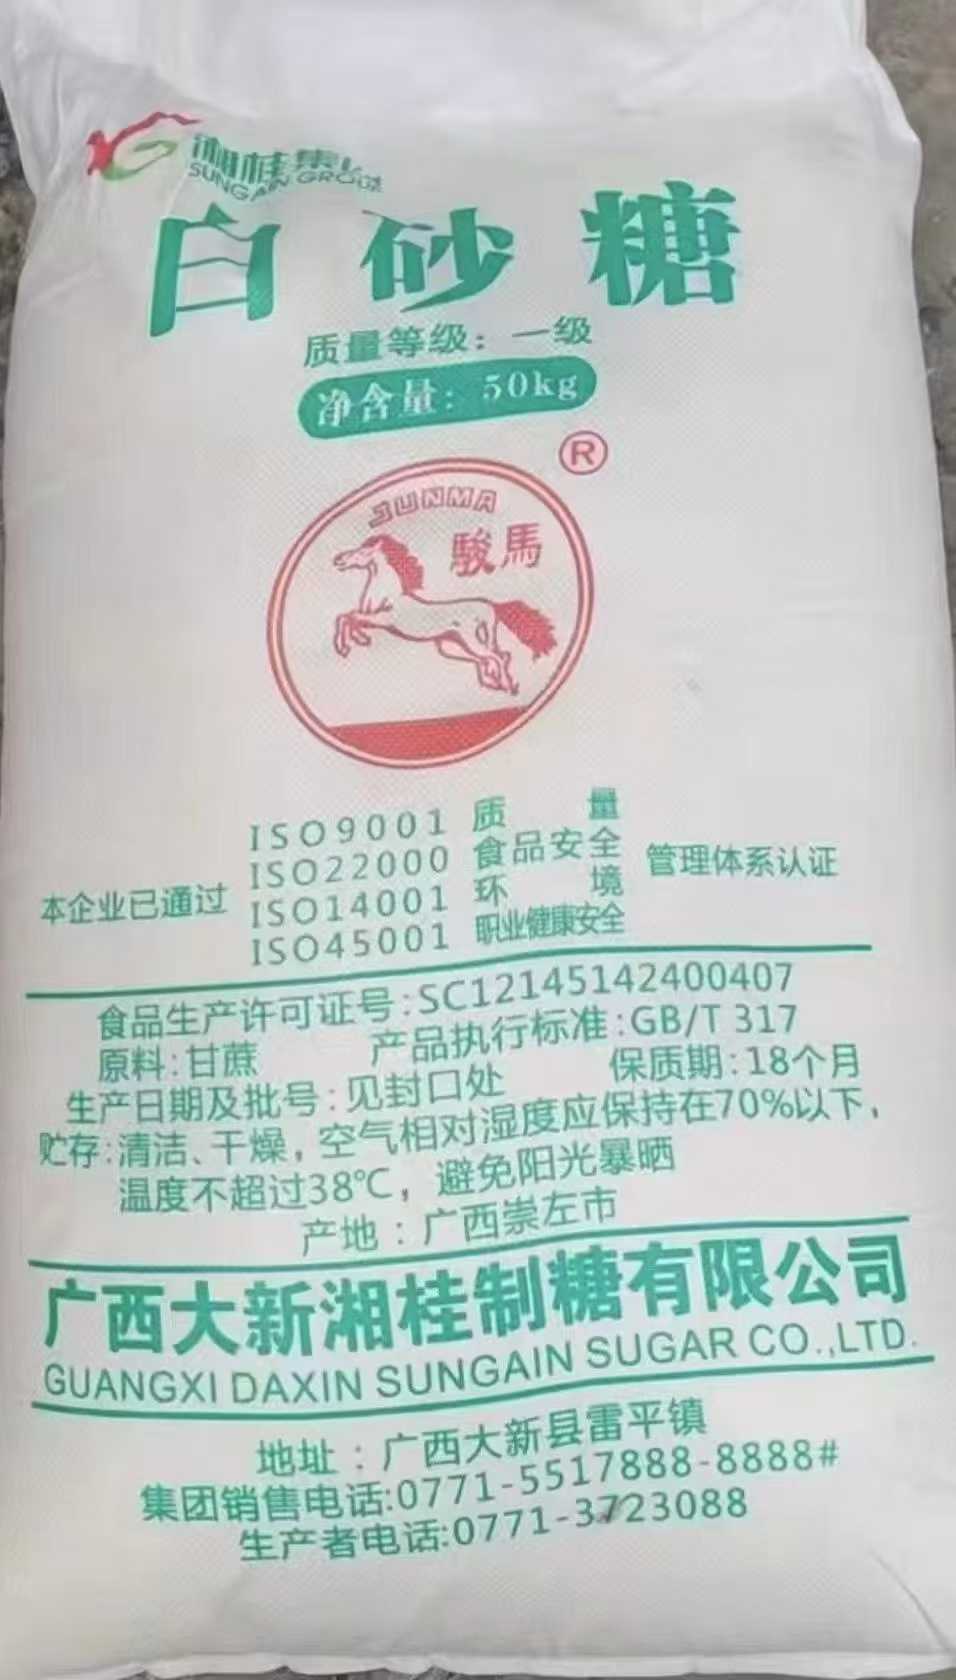 湘桂集团
SUNGAIN GROUP
白砂糖
质量等级：一级
净含量：50kg
®
JUNMA
駿馬
本企业已通过
ISO9001 质量
ISO22000 食品安全
ISO14001 环境
ISO45001 职业健康安全
管理体系认证
食品生产许可证号:SC12145142400407
原料:甘蔗 产品执行标准:GB/T 317
生产日期及批号:见封口处 保质期:18个月
贮存:清洁、干燥，空气相对湿度应保持在70%以下，
温度不超过38℃，避免阳光暴晒
产地：广西崇左市
广西大新湘桂制糖有限公司
GUANGXI DAXIN SUNGAIN SUGAR CO.,LTD.
地址：广西大新县雷平镇
集团销售电话:0771-5517888-8888#
生产者电话:0771-3723088